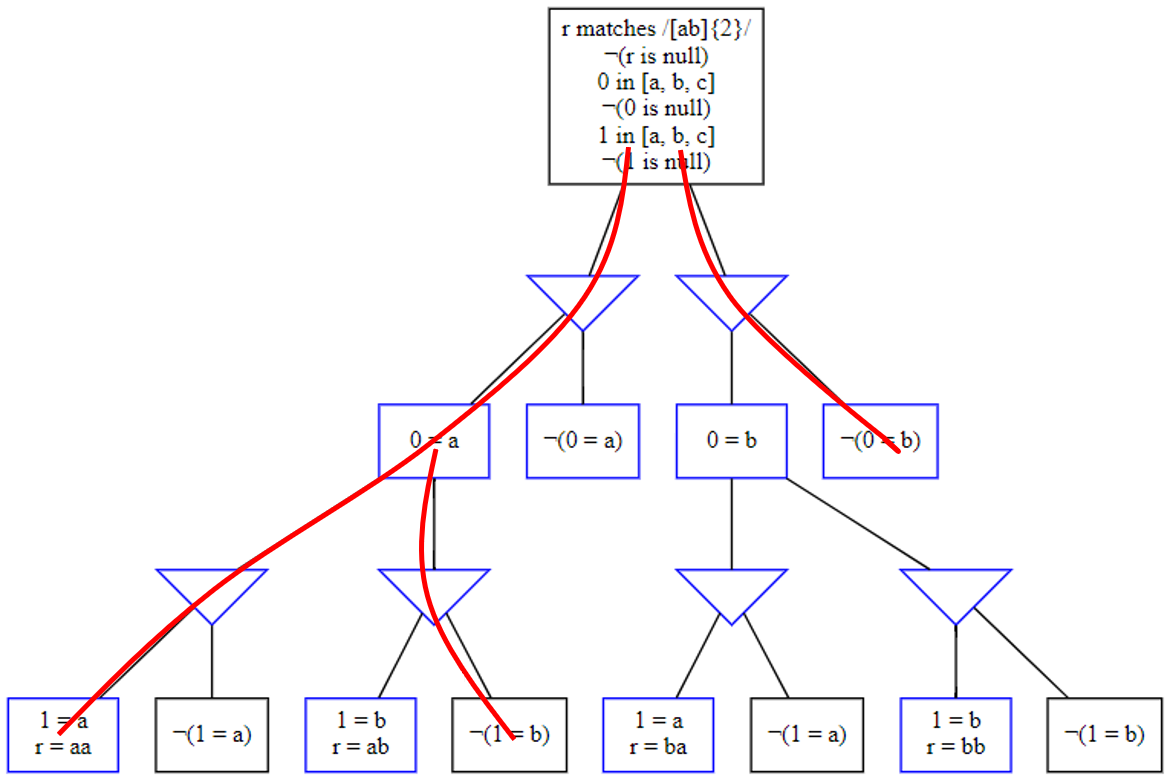 r matches /[ab]{2}/
¬(r is null)
0 in [a, b, c]
¬(0 is null)
1 in [a, b, c]
¬(1 is null)
0 = a
¬(0 = a)
0 = b
¬(0 = b)
1 = a
r = aa
¬(1 = a)
1 = b
r = ab
¬(1 = b)
1 = a
r = ba
¬(1 = a)
1 = b
r = bb
¬(1 = b)